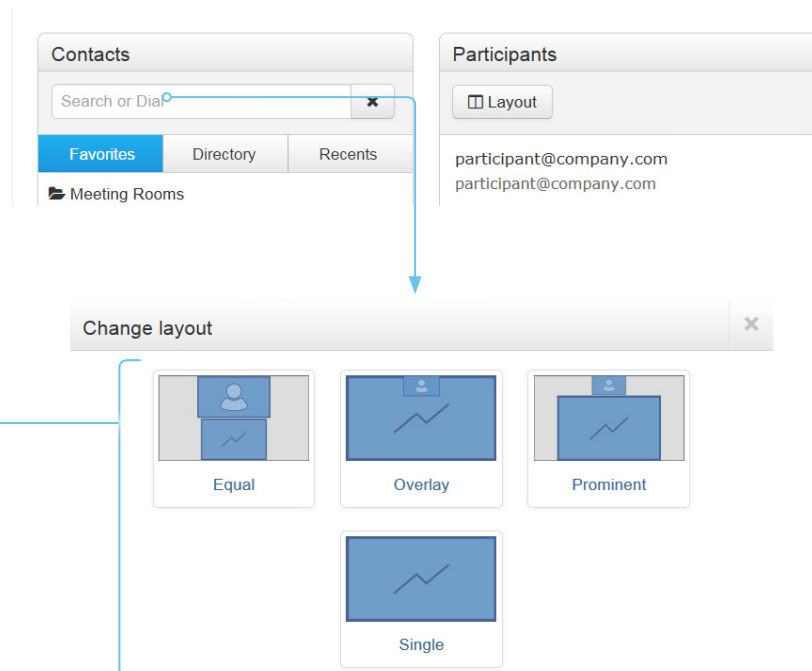 Contacts
Participants
Search or Dial
Layout
Favorites
Directory
Recents
participant@company.com
participant@company.com
Meeting Rooms
Change layout
Equal
Overlay
Prominent
Single